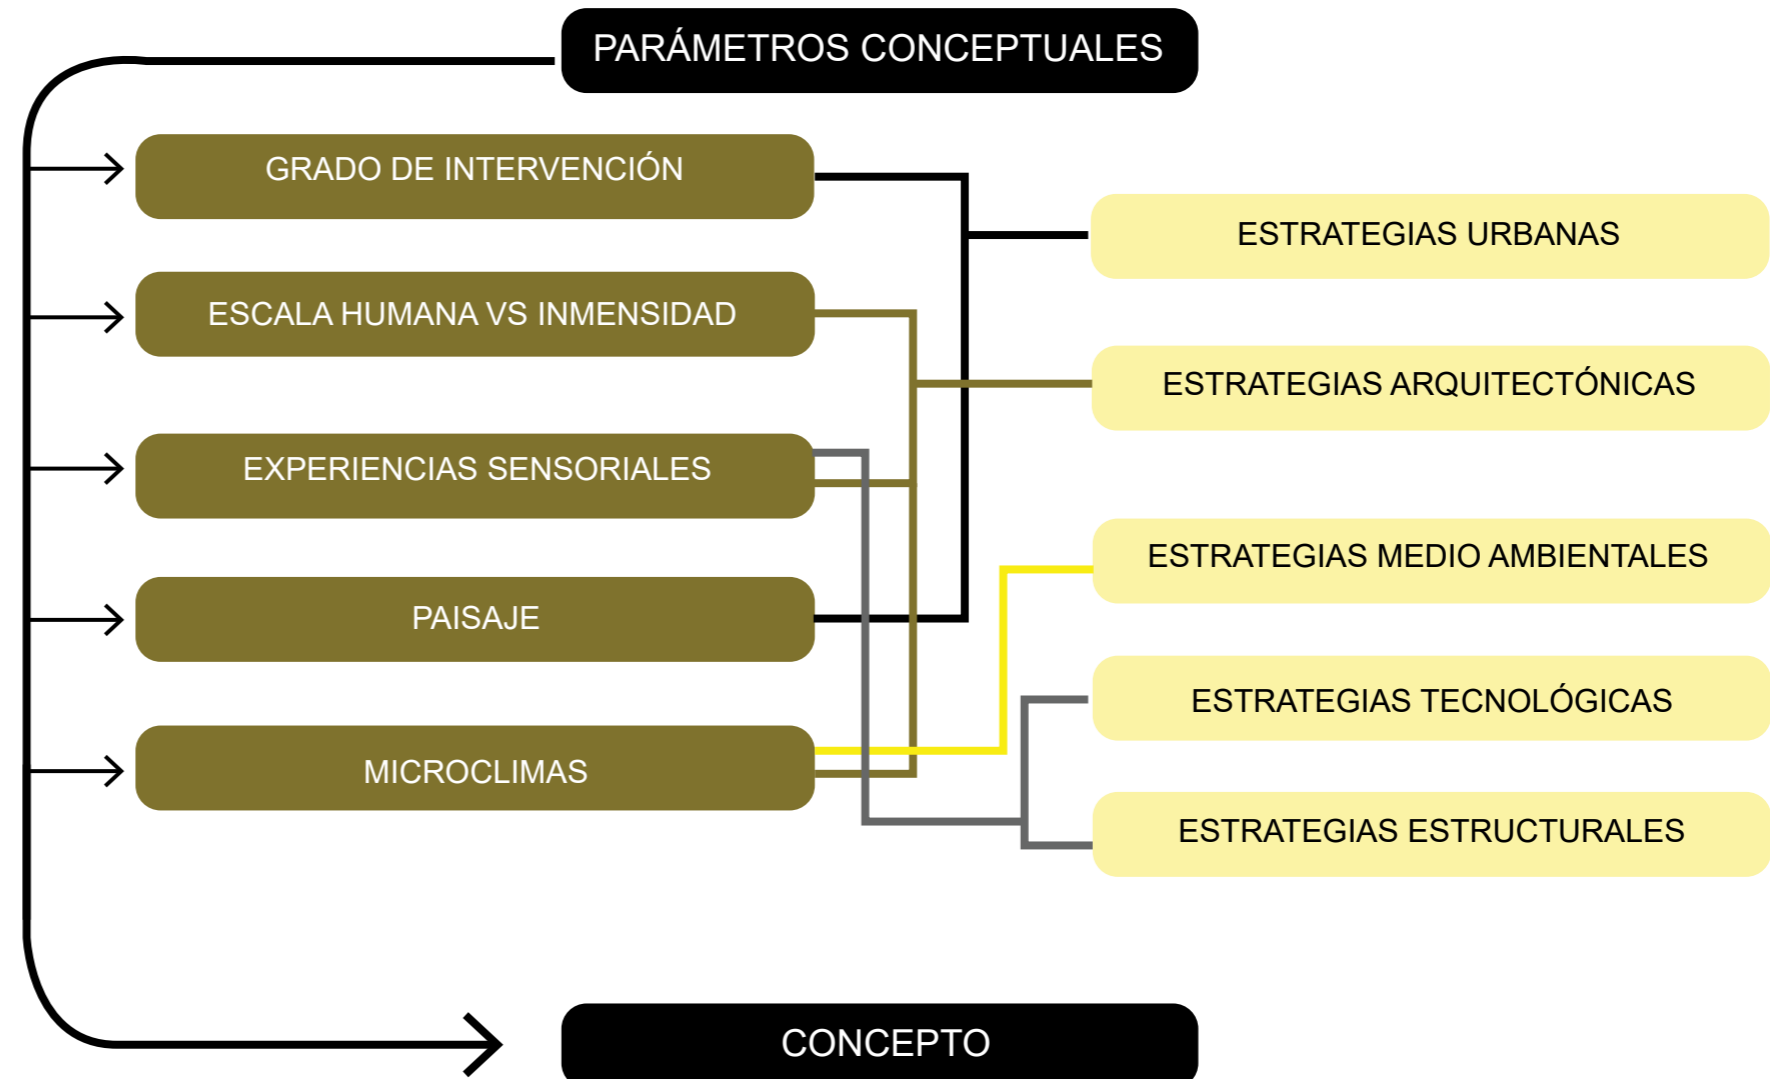 PARÁMETROS CONCEPTUALES
GRADO DE INTERVENCIÓN
ESCALA HUMANA VS INMENSIDAD
EXPERIENCIAS SENSORIALES
PAISAJE
MICROCLIMAS
ESTRATEGIAS URBANAS
ESTRATEGIAS ARQUITECTÓNICAS
ESTRATEGIAS MEDIO AMBIENTALES
ESTRATEGIAS TECNOLÓGICAS
ESTRATEGIAS ESTRUCTURALES
CONCEPTO